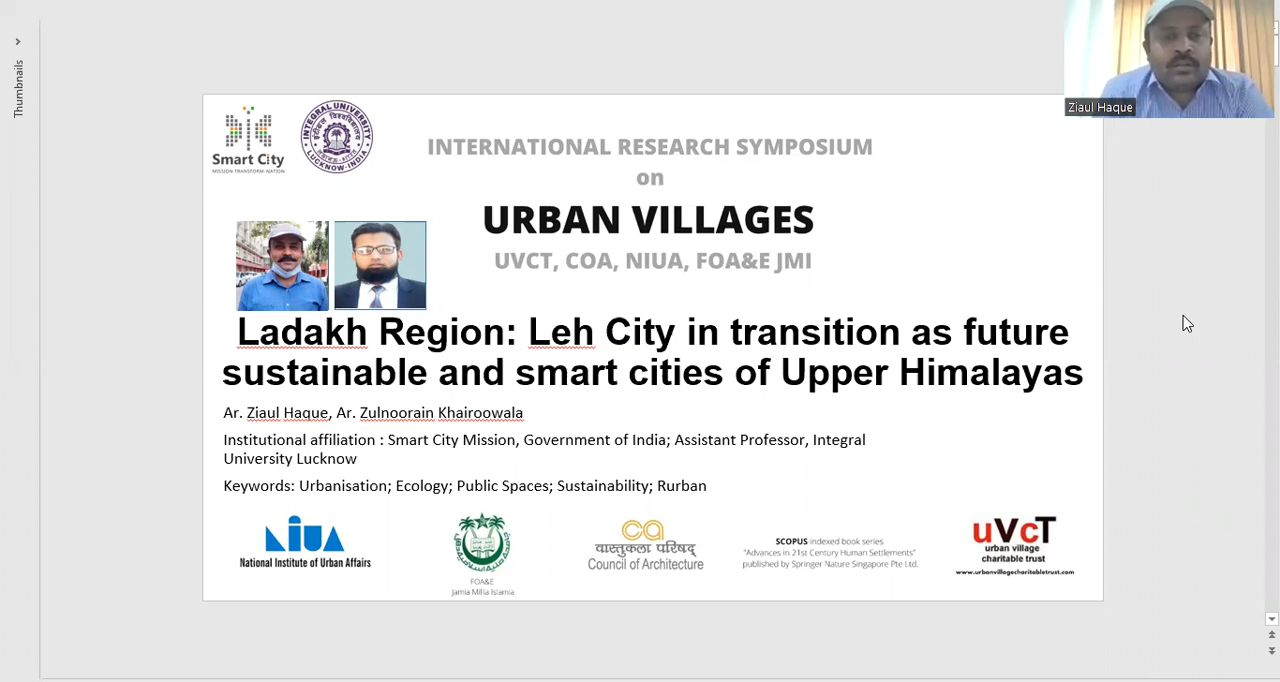 Thumbnails
Ziaul Haque
Smart City
MISSION TRANSFORM-NATION
INTEGRAL UNIVERSITY
LUCKNOW-INDIA
INTERNATIONAL RESEARCH SYMPOSIUM
on
URBAN VILLAGES
UVCT, COA, NIUA, FOA&E JMI
Ladakh Region: Leh City in transition as future
sustainable and smart cities of Upper Himalayas
Ar. Ziaul Haque, Ar. Zulnoorain Khairoowala
Institutional affiliation : Smart City Mission, Government of India; Assistant Professor, Integral
University Lucknow
Keywords: Urbanisation; Ecology; Public Spaces; Sustainability; Rurban
NIUA
National Institute of Urban Affairs
FOA&E
Jamia Millia Islamia
ca
वास्तुकला परिषद्
Council of Architecture
SCOPUS-indexed book series
"Advances in 21st Century Human Settlements"
published by Springer Nature Singapore Pte Ltd.
uVcT
urban village
charitable trust
www.urbanvillagecharitabletrust.com